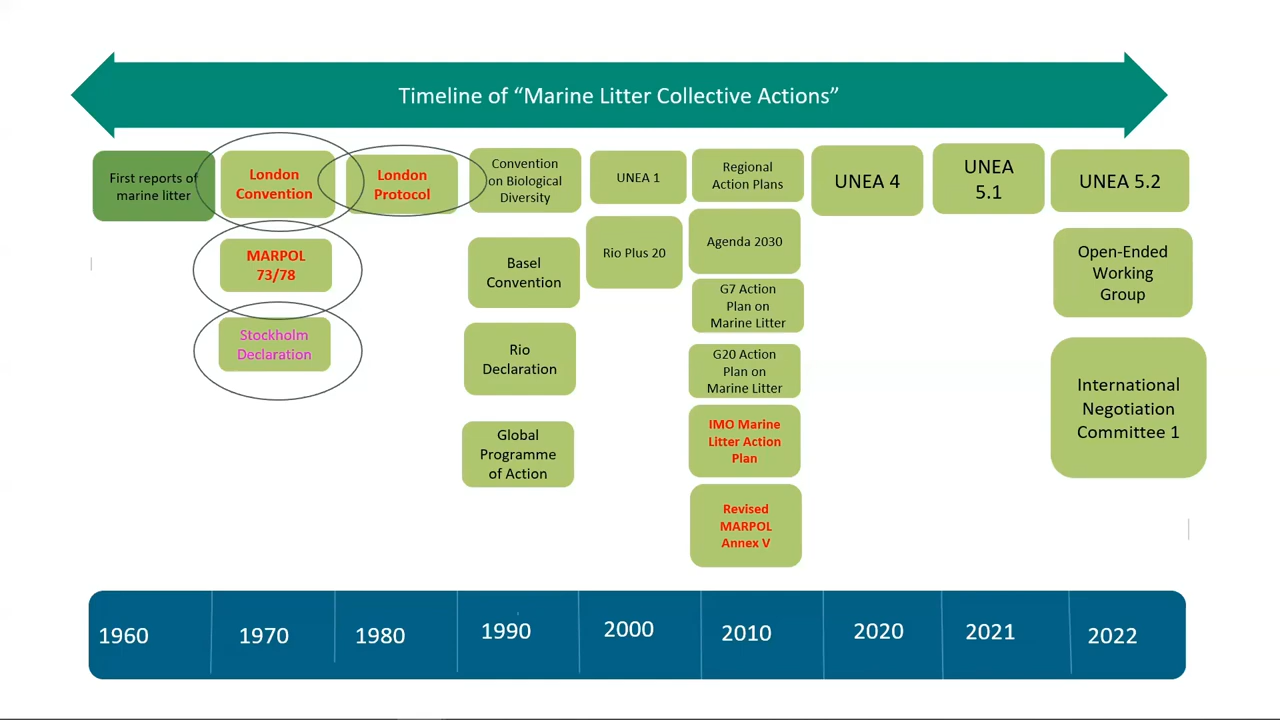 Timeline of “Marine Litter Collective Actions”
First reports of
marine litter
London
Convention
MARPOL
73/78
Stockholm
Declaration
London
Protocol
Convention
on Biological
Diversity
Basel
Convention
Rio
Declaration
Global
Programme
of Action
UNEA 1
Rio Plus 20
Regional
Action Plans
Agenda 2030
G7 Action
Plan on
Marine Litter
G20 Action
Plan on
Marine Litter
IMO Marine
Litter Action
Plan
Revised
MARPOL
Annex V
UNEA 4
UNEA
5.1
UNEA 5.2
Open-Ended
Working
Group
International
Negotiation
Committee 1
1960
1970
1980
1990
2000
2010
2020
2021
2022